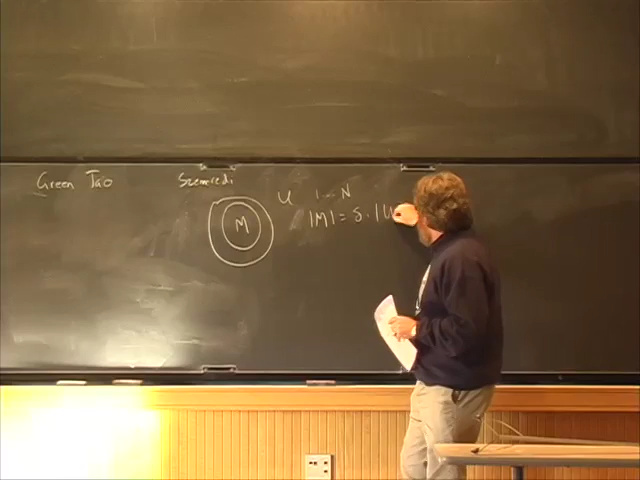 Green Tao
Szemeredi
U 1...N
M
|M| = δ·|U